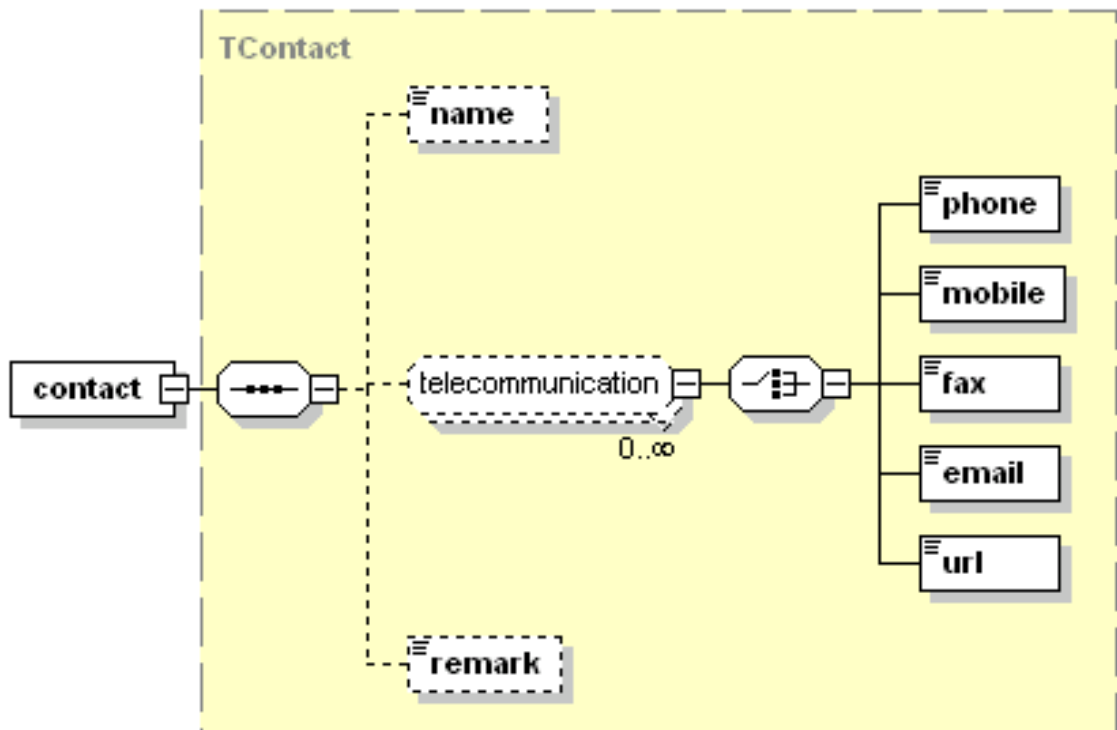 TContact
name
phone
mobile
contact
telecommunication
fax
0..∞
email
url
remark